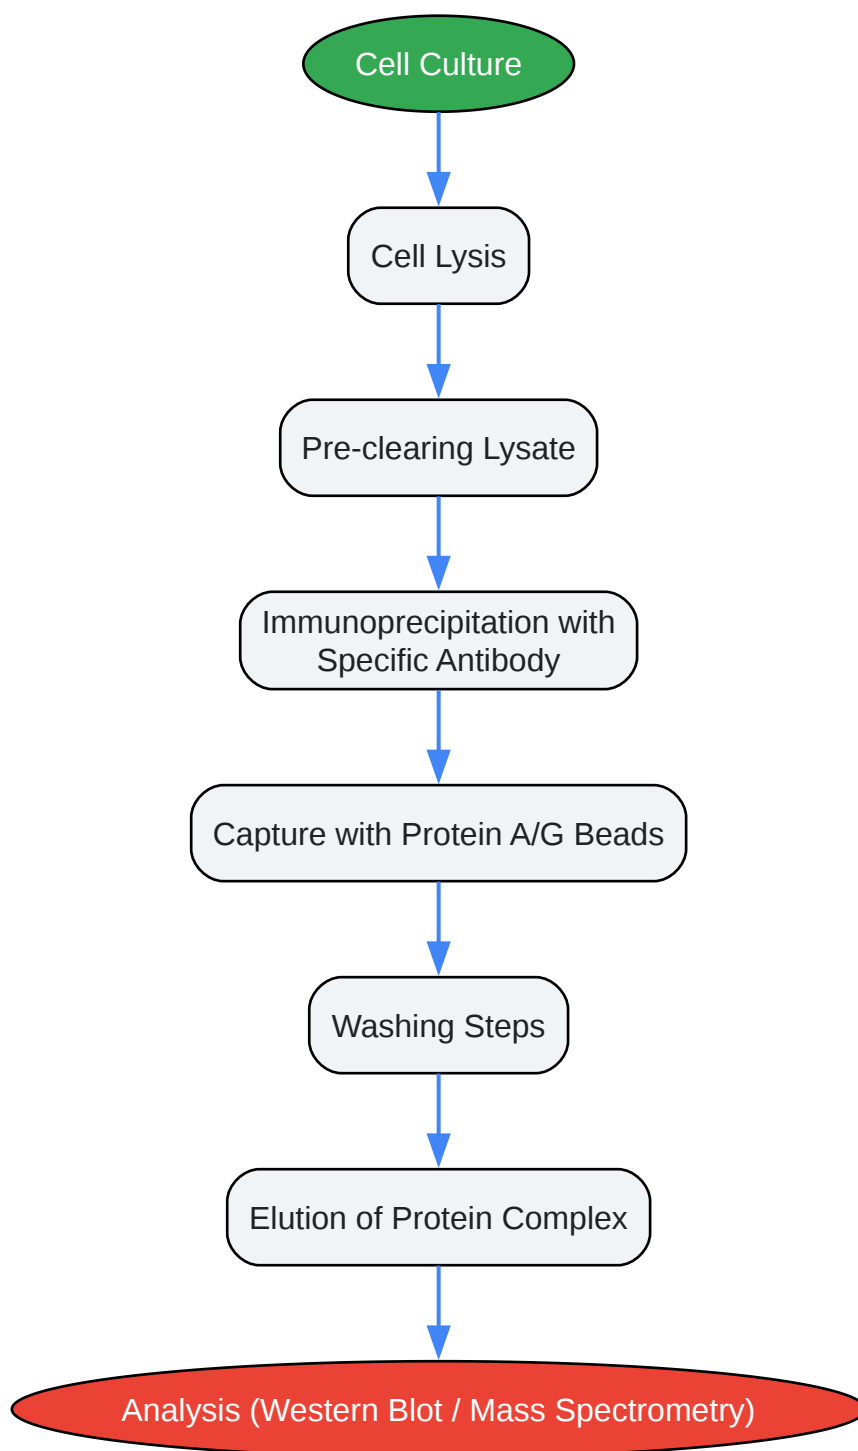 Cell Culture
Cell Lysis
Pre-clearing Lysate
Immunoprecipitation with
Specific Antibody
Capture with Protein A/G Beads
Washing Steps
Elution of Protein Complex
Analysis (Western Blot / Mass Spectrometry)